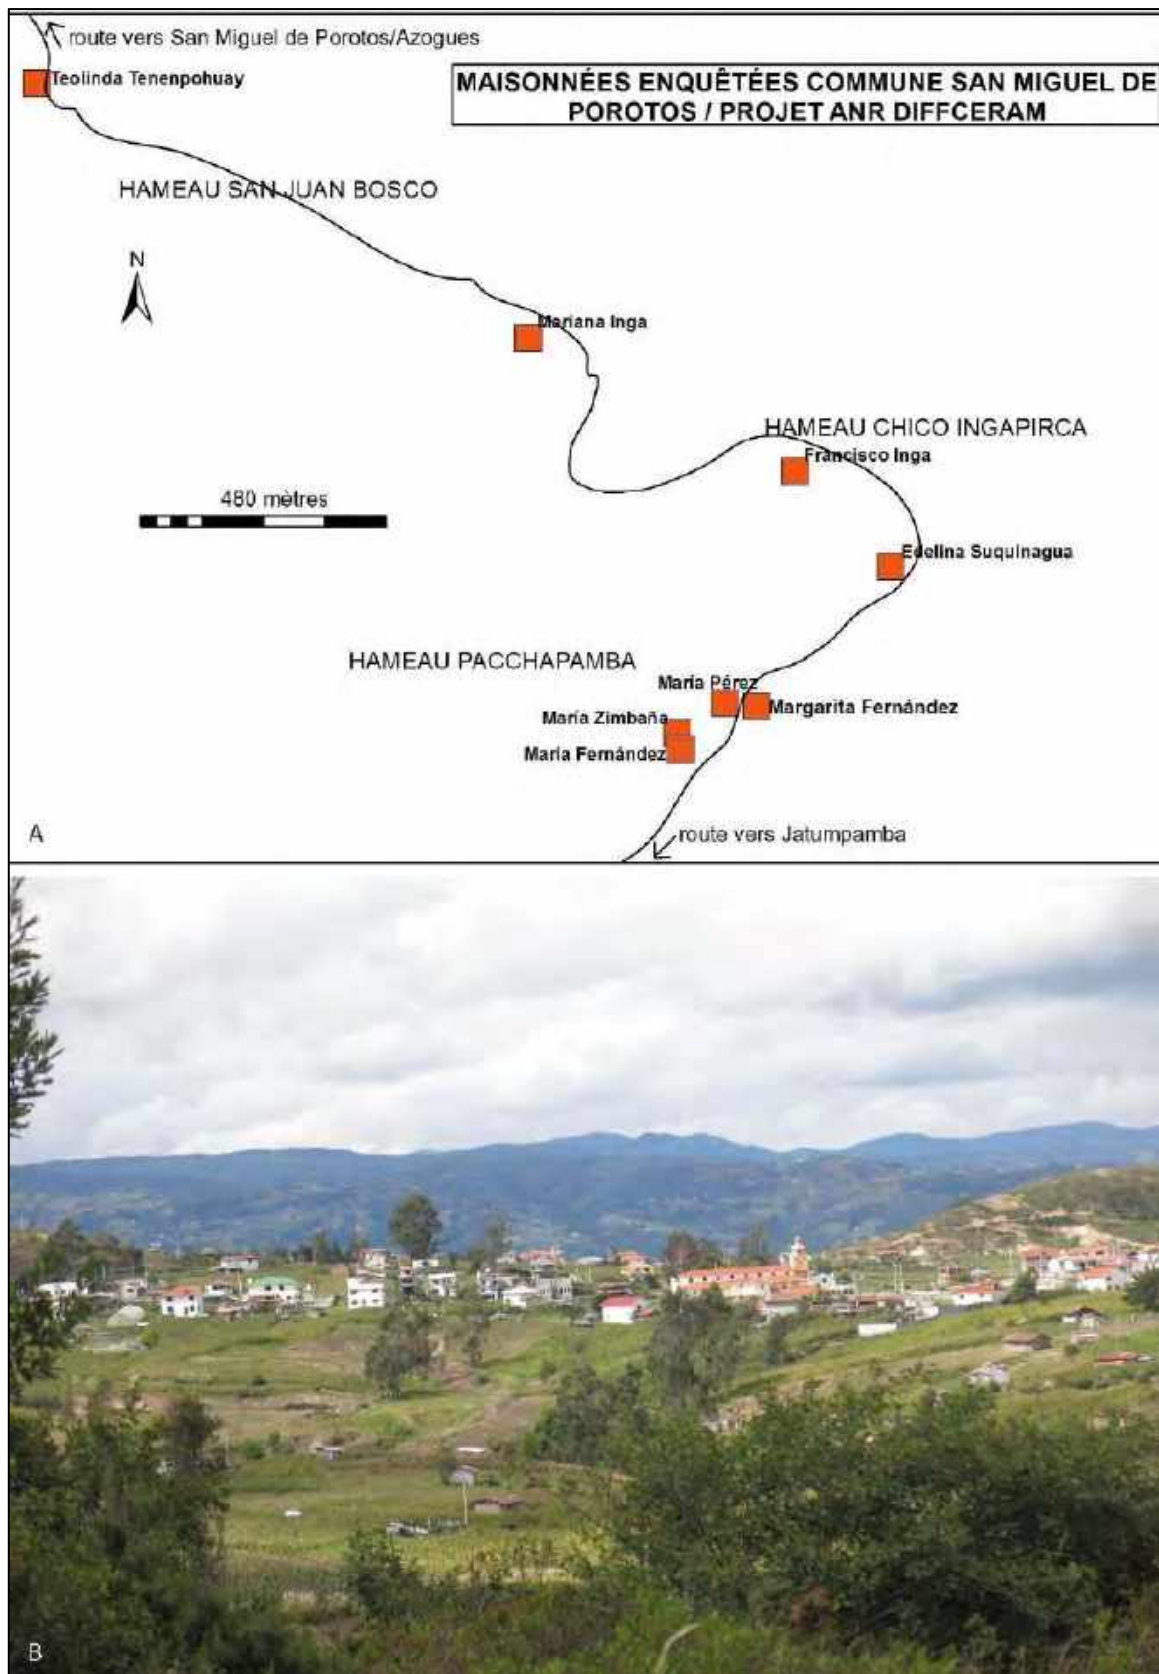 route vers San Miguel de Porotos/Azogues
Teolinda Tenenpohuay
MAISONNÉES ENQUÊTÉES COMMUNE SAN MIGUEL DE
POROTOS / PROJET ANR DIFFCERAM
HAMEAU SAN JUAN BOSCO
N
Mariana Inga
HAMEAU CHICO INGAPIRCA
Francisco Inga
480 mètres
Edelina Suquinagua
HAMEAU PACCHAPAMBA
María Pérez
Margarita Fernández
María Zimbaña
María Fernández
A
route vers Jatumpamba
B